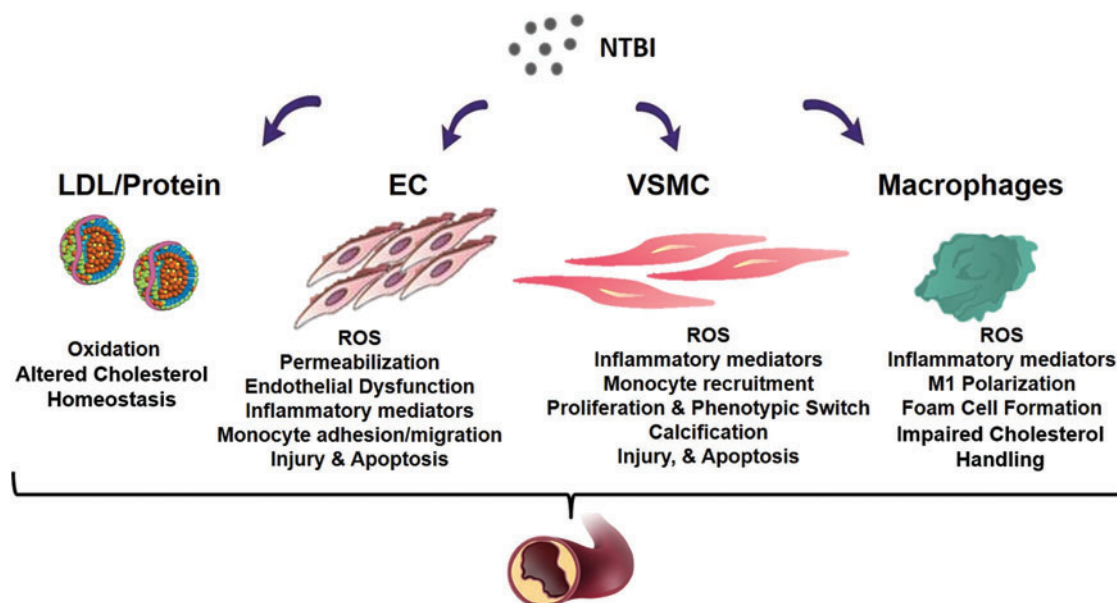 NTBI
LDL/Protein
Oxidation
Altered Cholesterol
Homeostasis
EC
ROS
Permeabilization
Endothelial Dysfunction
Inflammatory mediators
Monocyte adhesion/migration
Injury & Apoptosis
VSMC
ROS
Inflammatory mediators
Monocyte recruitment
Proliferation & Phenotypic Switch
Calcification
Injury, & Apoptosis
Macrophages
ROS
Inflammatory mediators
M1 Polarization
Foam Cell Formation
Impaired Cholesterol
Handling